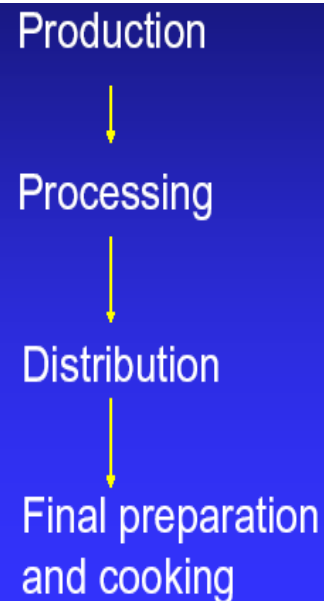 Production
Processing
Distribution
Final preparation
and cooking